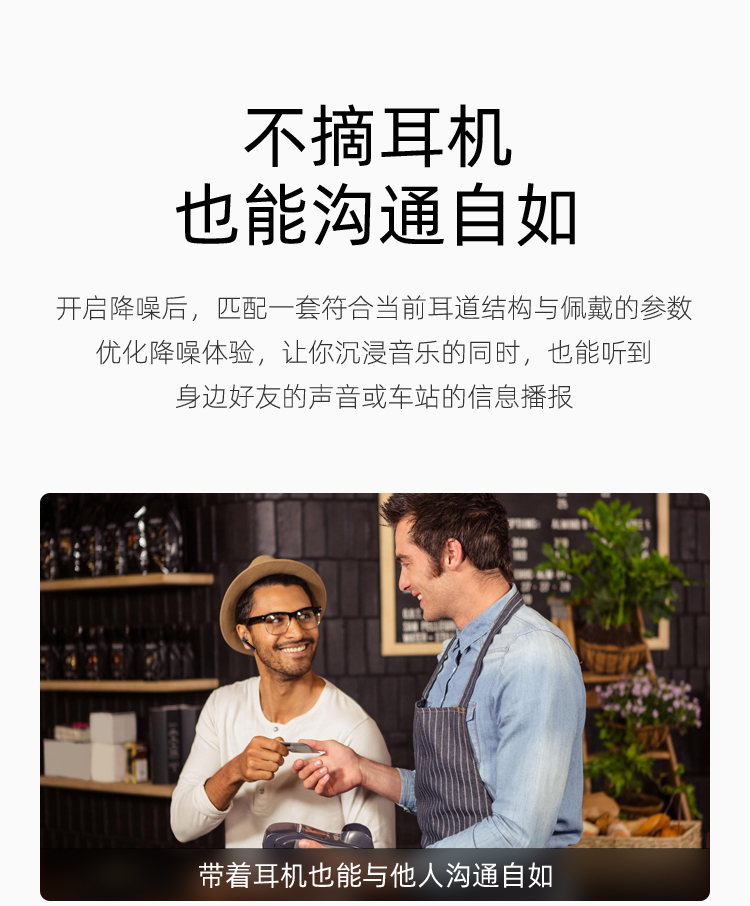 不摘耳机
也能沟通自如
开启降噪后，匹配一套符合当前耳道结构与佩戴的参数
优化降噪体验，让你沉浸音乐的同时，也能听到
身边好友的声音或车站的信息播报
带着耳机也能与他人沟通自如